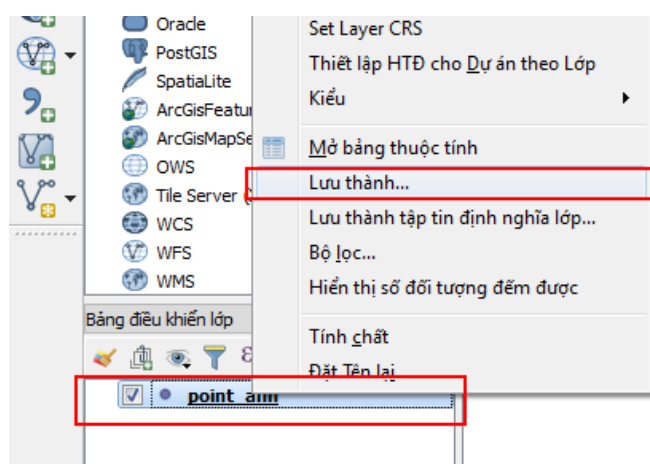 Oracle
PostGIS
SpatiaLite
ArcGisFeatu
ArcGisMapSe
OWS
Tile Server
WCS
WFS
WMS
Bảng điều khiển lớp
point_
Set Layer CRS
Thiết lập HTĐ cho Dự án theo Lớp
Kiểu
Mở bảng thuộc tính
Lưu thành...
Lưu thành tập tin định nghĩa lớp...
Bộ lọc...
Hiển thị số đối tượng đếm được
Tính chất
Đặt Tên lại